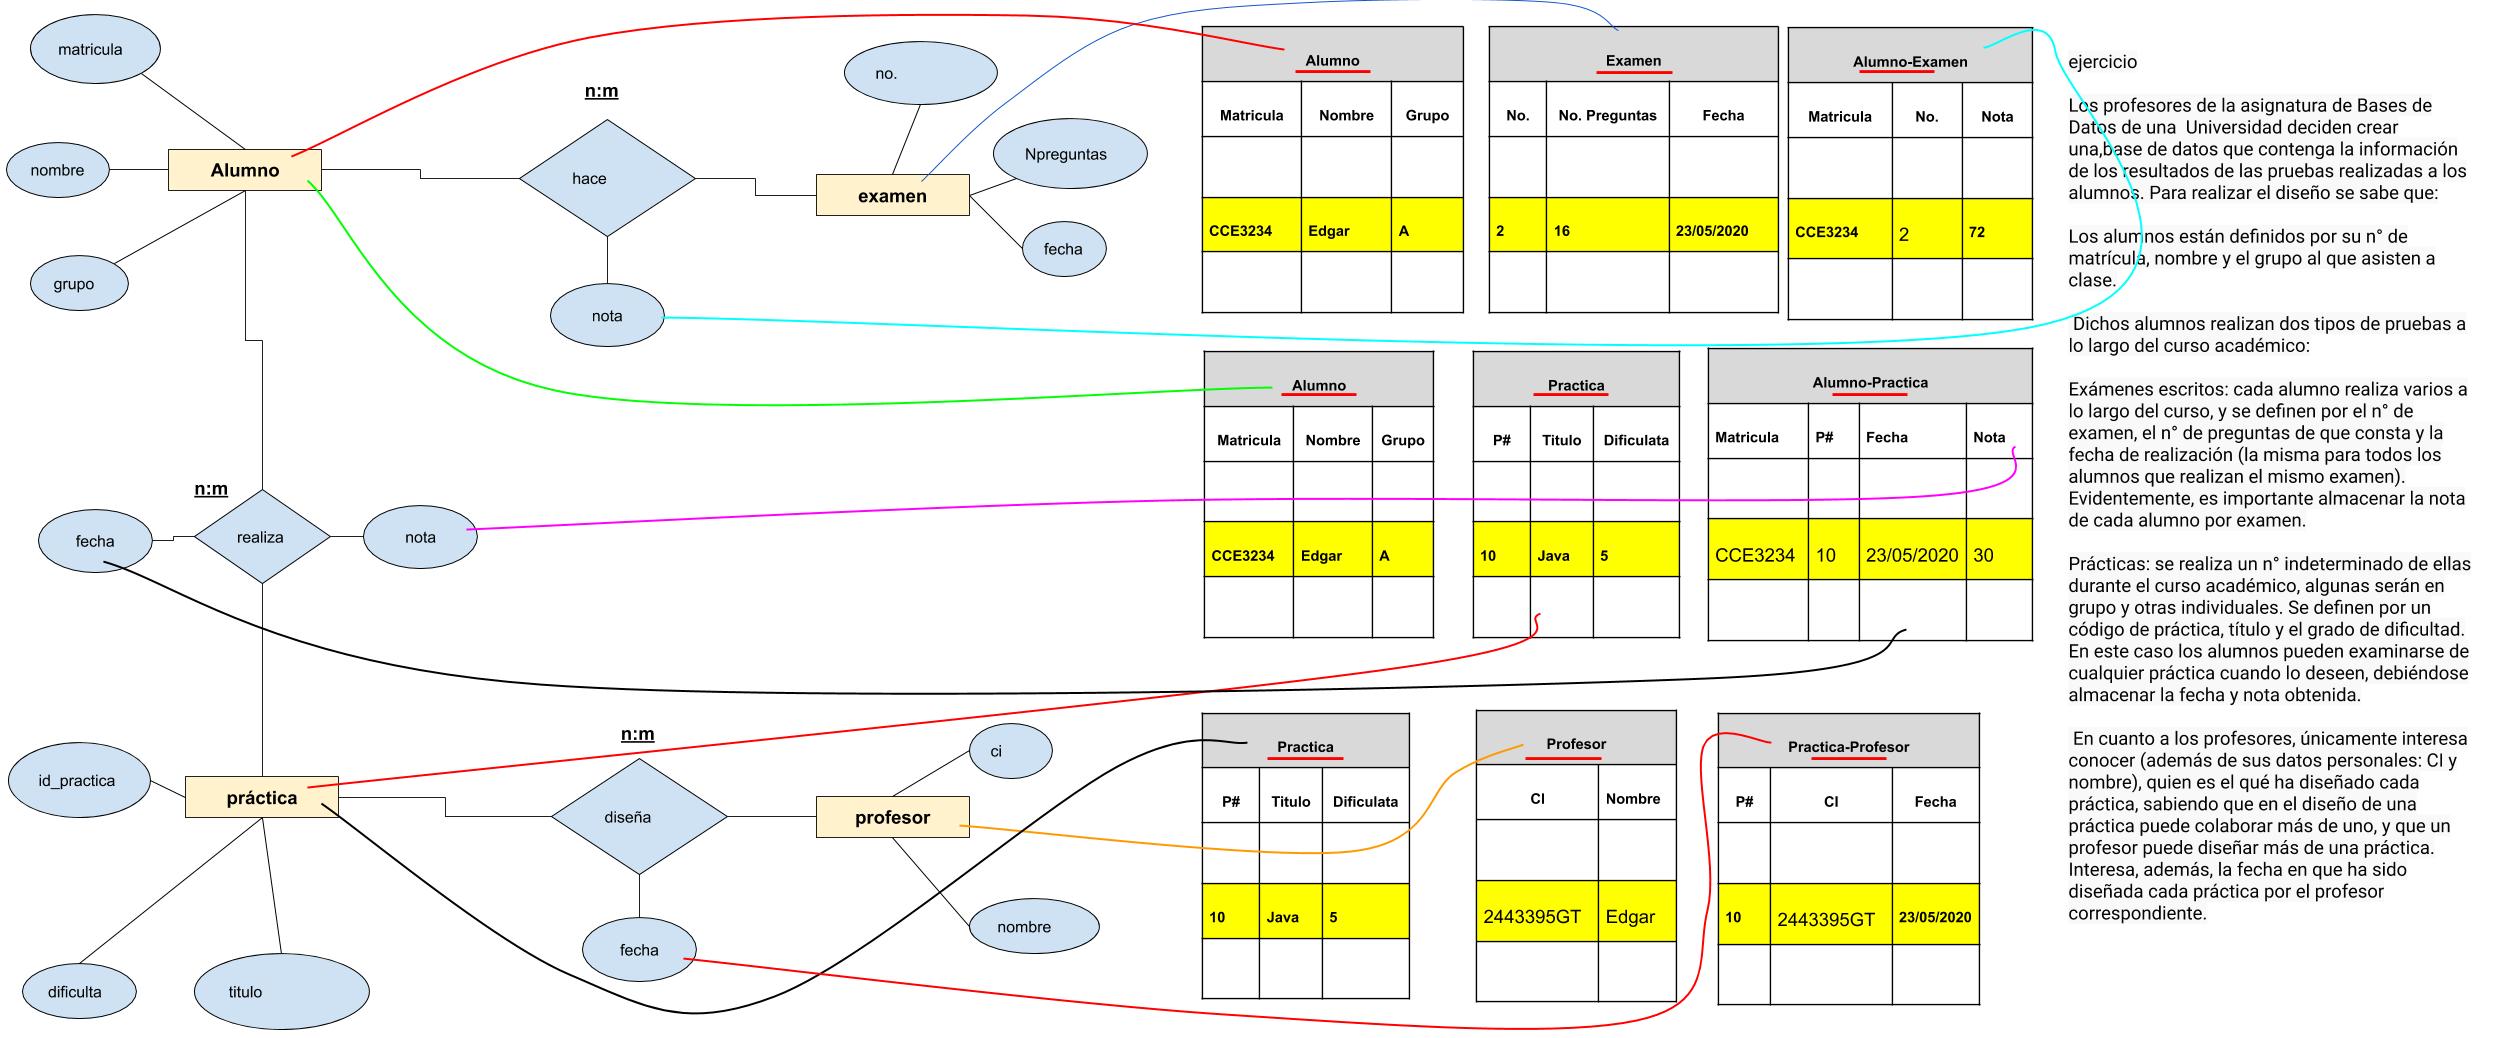 matricula
nombre
Alumno
grupo
n:m
hace
nota
no.
Npreguntas
examen
fecha
n:m
fecha
realiza
nota
id_practica
práctica
dificulta
titulo
n:m
diseña
fecha
ci
profesor
nombre
Alumno
Matricula Nombre Grupo
CCE3234 Edgar A
Examen
No. No. Preguntas Fecha
2 16 23/05/2020
Alumno-Examen
Matricula No. Nota
CCE3234 2 72
Alumno
Matricula Nombre Grupo
CCE3234 Edgar A
Practica
P# Titulo Dificulata
10 Java 5
Alumno-Practica
Matricula P# Fecha Nota
CCE3234 10 23/05/2020 30
Practica
P# Titulo Dificulata
10 Java 5
Profesor
CI Nombre
2443395GT Edgar
Practica-Profesor
P# CI Fecha
10 2443395GT 23/05/2020
ejercicio
Los profesores de la asignatura de Bases de
Datos de una Universidad deciden crear
una,base de datos que contenga la información
de los resultados de las pruebas realizadas a los
alumnos. Para realizar el diseño se sabe que:
Los alumnos están definidos por su n° de
matrícula, nombre y el grupo al que asisten a
clase.
Dichos alumnos realizan dos tipos de pruebas a
lo largo del curso académico:
Exámenes escritos: cada alumno realiza varios a
lo largo del curso, y se definen por el n° de
examen, el n° de preguntas de que consta y la
fecha de realización (la misma para todos los
alumnos que realizan el mismo examen).
Evidentemente, es importante almacenar la nota
de cada alumno por examen.
Prácticas: se realiza un n° indeterminado de ellas
durante el curso académico, algunas serán en
grupo y otras individuales. Se definen por un
código de práctica, título y el grado de dificultad.
En este caso los alumnos pueden examinarse de
cualquier práctica cuando lo deseen, debiéndose
almacenar la fecha y nota obtenida.
En cuanto a los profesores, únicamente interesa
conocer (además de sus datos personales: CI y
nombre), quien es el qué ha diseñado cada
práctica, sabiendo que en el diseño de una
práctica puede colaborar más de uno, y que un
profesor puede diseñar más de una práctica.
Interesa, además, la fecha en que ha sido
diseñada cada práctica por el profesor
correspondiente.